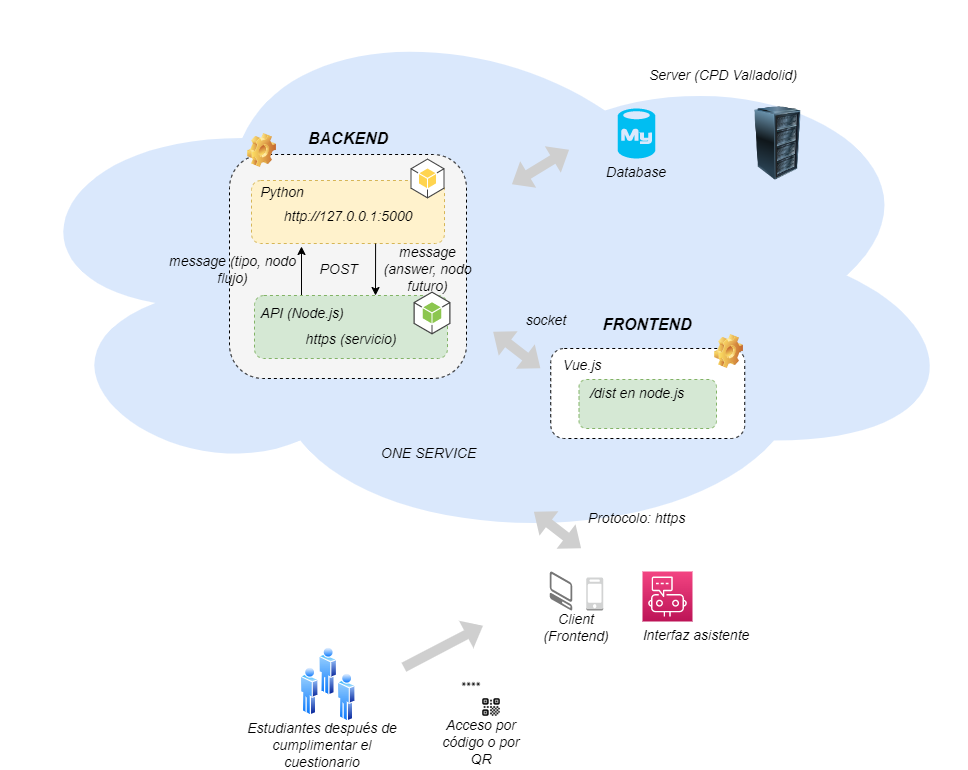 Server (CPD Valladolid)
BACKEND
My
Database
Python
http://127.0.0.1:5000
message (tipo, nodo
flujo)
POST
message
(answer, nodo
futuro)
API (Node.js)
https (servicio)
socket
FRONTEND
Vue.js
/dist en node.js
ONE SERVICE
Protocolo: https
Client
(Frontend)
Interfaz asistente
****
Estudiantes después de
cumplimentar el
cuestionario
Acceso por
código o por
QR